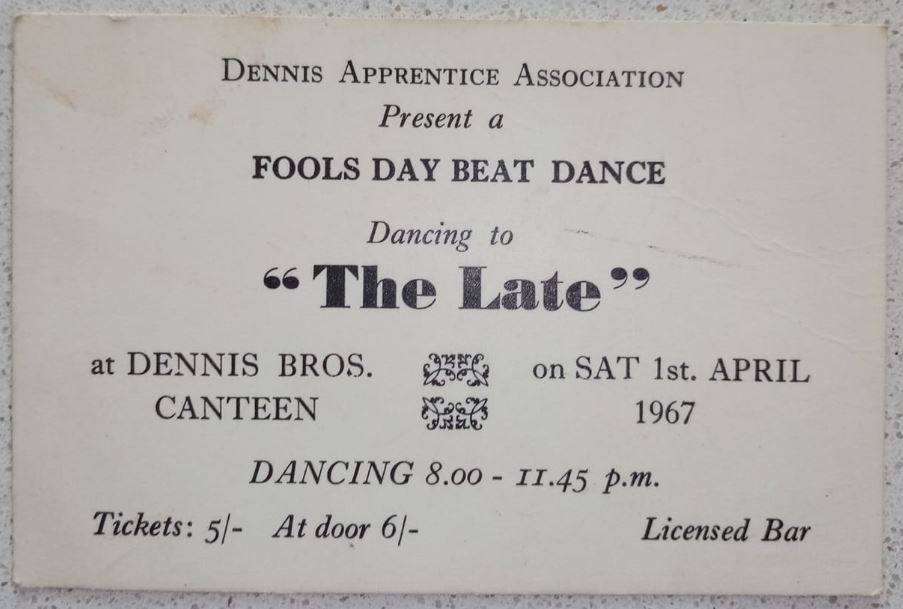 DENNIS APPRENTICE ASSOCIATION
Present a
FOOLS DAY BEAT DANCE
Dancing to
“The Late”
at DENNIS BROS. on SAT 1st. APRIL
CANTEEN 1967
DANCING 8.00 - 11.45 p.m.
Tickets: 5/- At door 6/- Licensed Bar